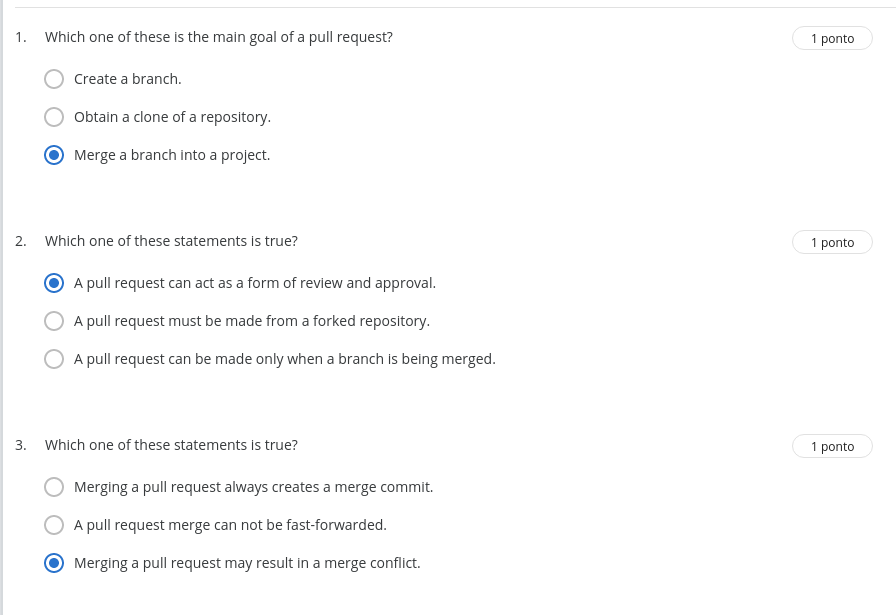 1. Which one of these is the main goal of a pull request? 1 ponto
Create a branch.
Obtain a clone of a repository.
Merge a branch into a project.
2. Which one of these statements is true? 1 ponto
A pull request can act as a form of review and approval.
A pull request must be made from a forked repository.
A pull request can be made only when a branch is being merged.
3. Which one of these statements is true? 1 ponto
Merging a pull request always creates a merge commit.
A pull request merge can not be fast-forwarded.
Merging a pull request may result in a merge conflict.